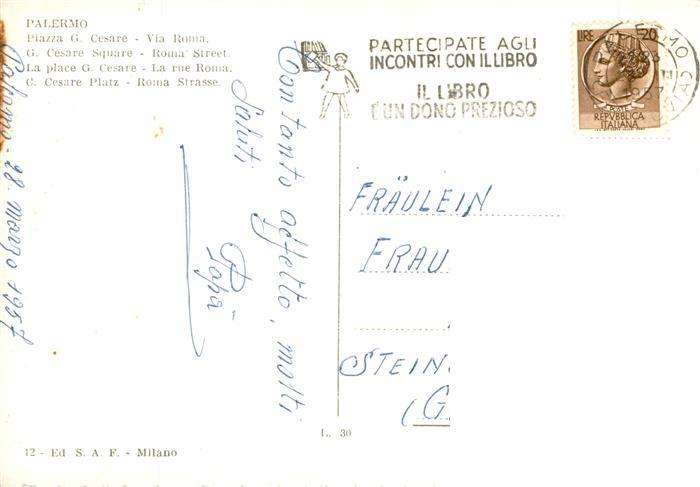 PALERMO
Piazza G. Cesare - Via Roma.
G. Cesare Square - Roma Street.
La place G. Cesare - La rue Roma.
G. Cesare Platz - Roma Strasse.
Palermo - 28 marzo 1957
Con tanto affetto, molti
Saluti
Papà
PARTECIPATE AGLI
INCONTRI CON IL LIBRO
IL LIBRO
È UN DONO PREZIOSO
LIRE 20
REPVBBLICA
ITALIANA
FRÄULEIN
FRAU
STEIN
(G.
L. 30
12 - Ed S. A. F. - Milano